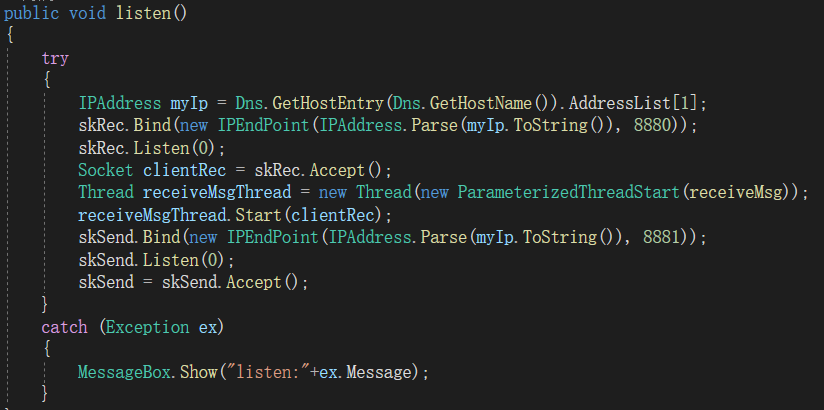 public void listen()
{
try
{
IPAddress myIp = Dns.GetHostEntry(Dns.GetHostName()).AddressList[1];
skRec.Bind(new IPEndPoint(IPAddress.Parse(myIp.ToString()), 8880));
skRec.Listen(0);
Socket clientRec = skRec.Accept();
Thread receiveMsgThread = new Thread(new ParameterizedThreadStart(receiveMsg));
receiveMsgThread.Start(clientRec);
skSend.Bind(new IPEndPoint(IPAddress.Parse(myIp.ToString()), 8881));
skSend.Listen(0);
skSend = skSend.Accept();
}
catch (Exception ex)
{
MessageBox.Show("listen:"+ex.Message);
}